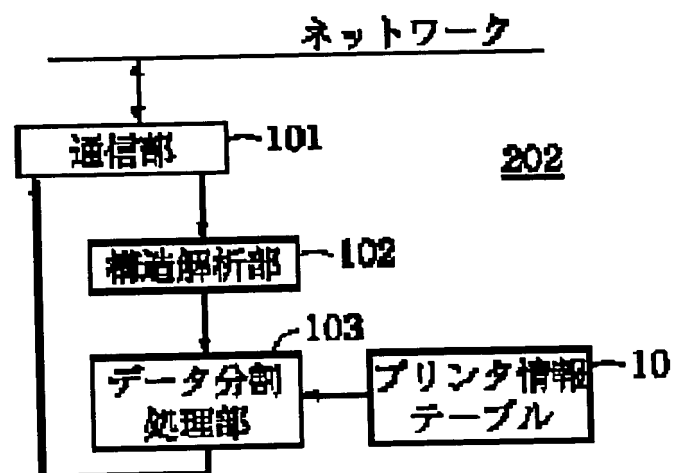 ネットワーク
通信部
101
202
構造解析部
102
103
データ分割
処理部
プリンタ情報
テーブル
10